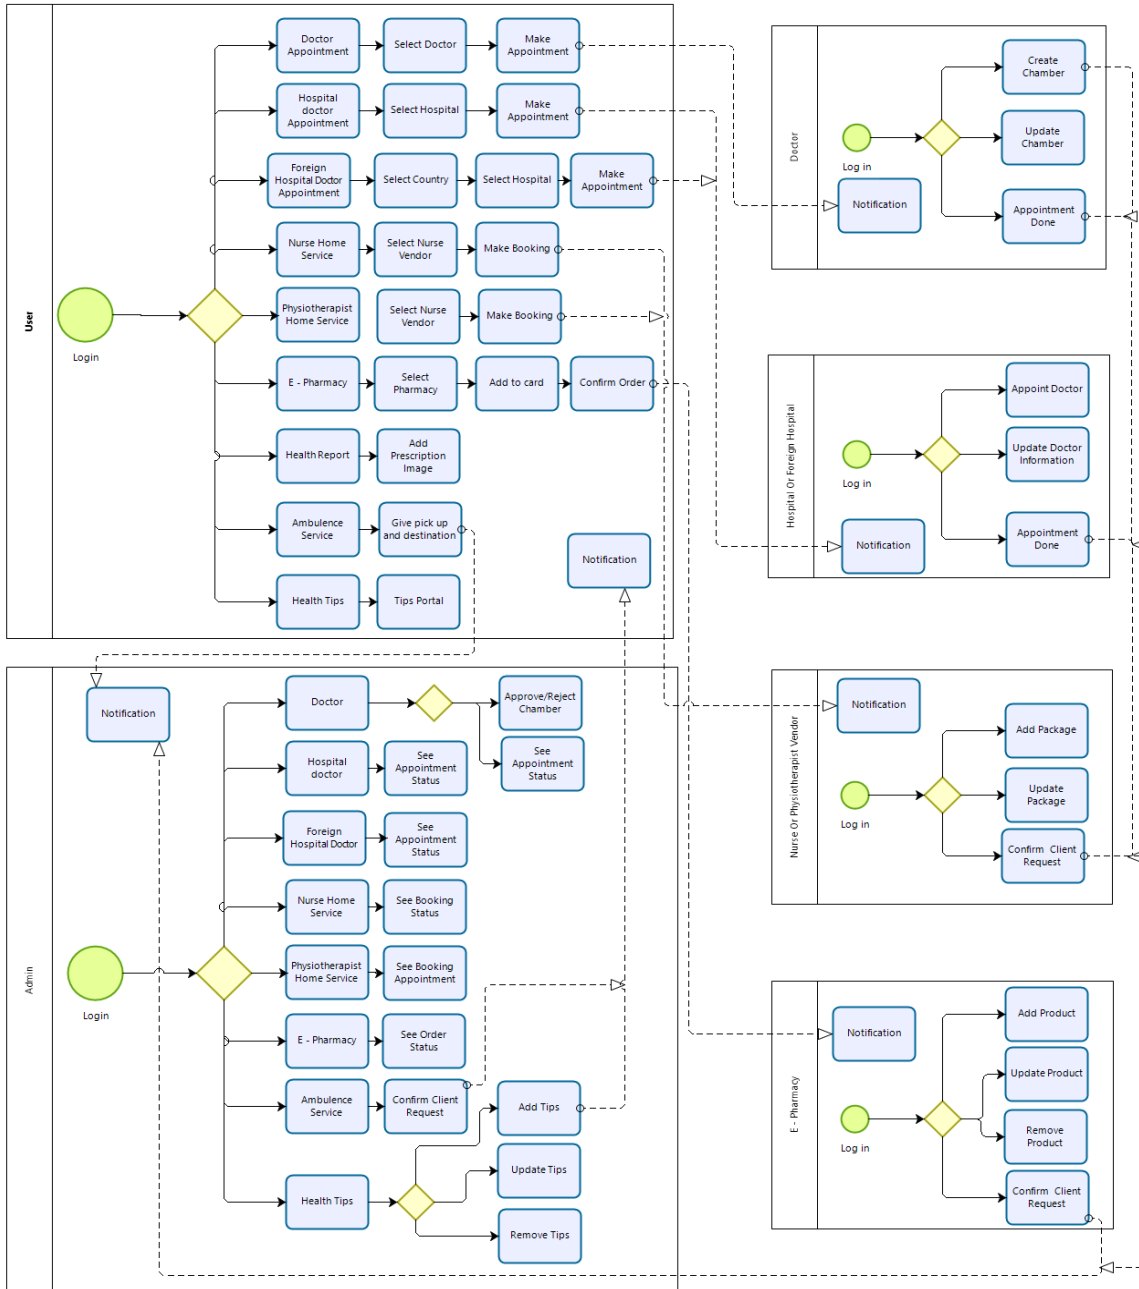 User
Login
Doctor
Appointment
Select Doctor
Make
Appointment
Hospital
doctor
Appointment
Select Hospital
Make
Appointment
Foreign
Hospital Doctor
Appointment
Select Country
Select Hospital
Make
Appointment
Nurse Home
Service
Select Nurse
Vendor
Make Booking
Physiotherapist
Home Service
Select Nurse
Vendor
Make Booking
E - Pharmacy
Select
Pharmacy
Add to card
Confirm Order
Health Report
Add
Prescription
Image
Ambulence
Service
Give pick up
and destination
Notification
Health Tips
Tips Portal
Admin
Login
Notification
Doctor
Approve/Reject
Chamber
See
Appointment
Status
Hospital
doctor
See
Appointment
Status
Foreign
Hospital Doctor
See
Appointment
Status
Nurse Home
Service
See Booking
Status
Physiotherapist
Home Service
See Booking
Appointment
E - Pharmacy
See Order
Status
Ambulence
Service
Confirm Client
Request
Add Tips
Health Tips
Update Tips
Remove Tips
Doctor
Log in
Notification
Create
Chamber
Update
Chamber
Appointment
Done
Hospital Or Foreign Hospital
Log in
Notification
Appoint Doctor
Update Doctor
Information
Appointment
Done
Nurse Or Physiotherapist Vendor
Notification
Log in
Add Package
Update
Package
Confirm Client
Request
E - Pharmacy
Notification
Log in
Add Product
Update Product
Remove
Product
Confirm Client
Request